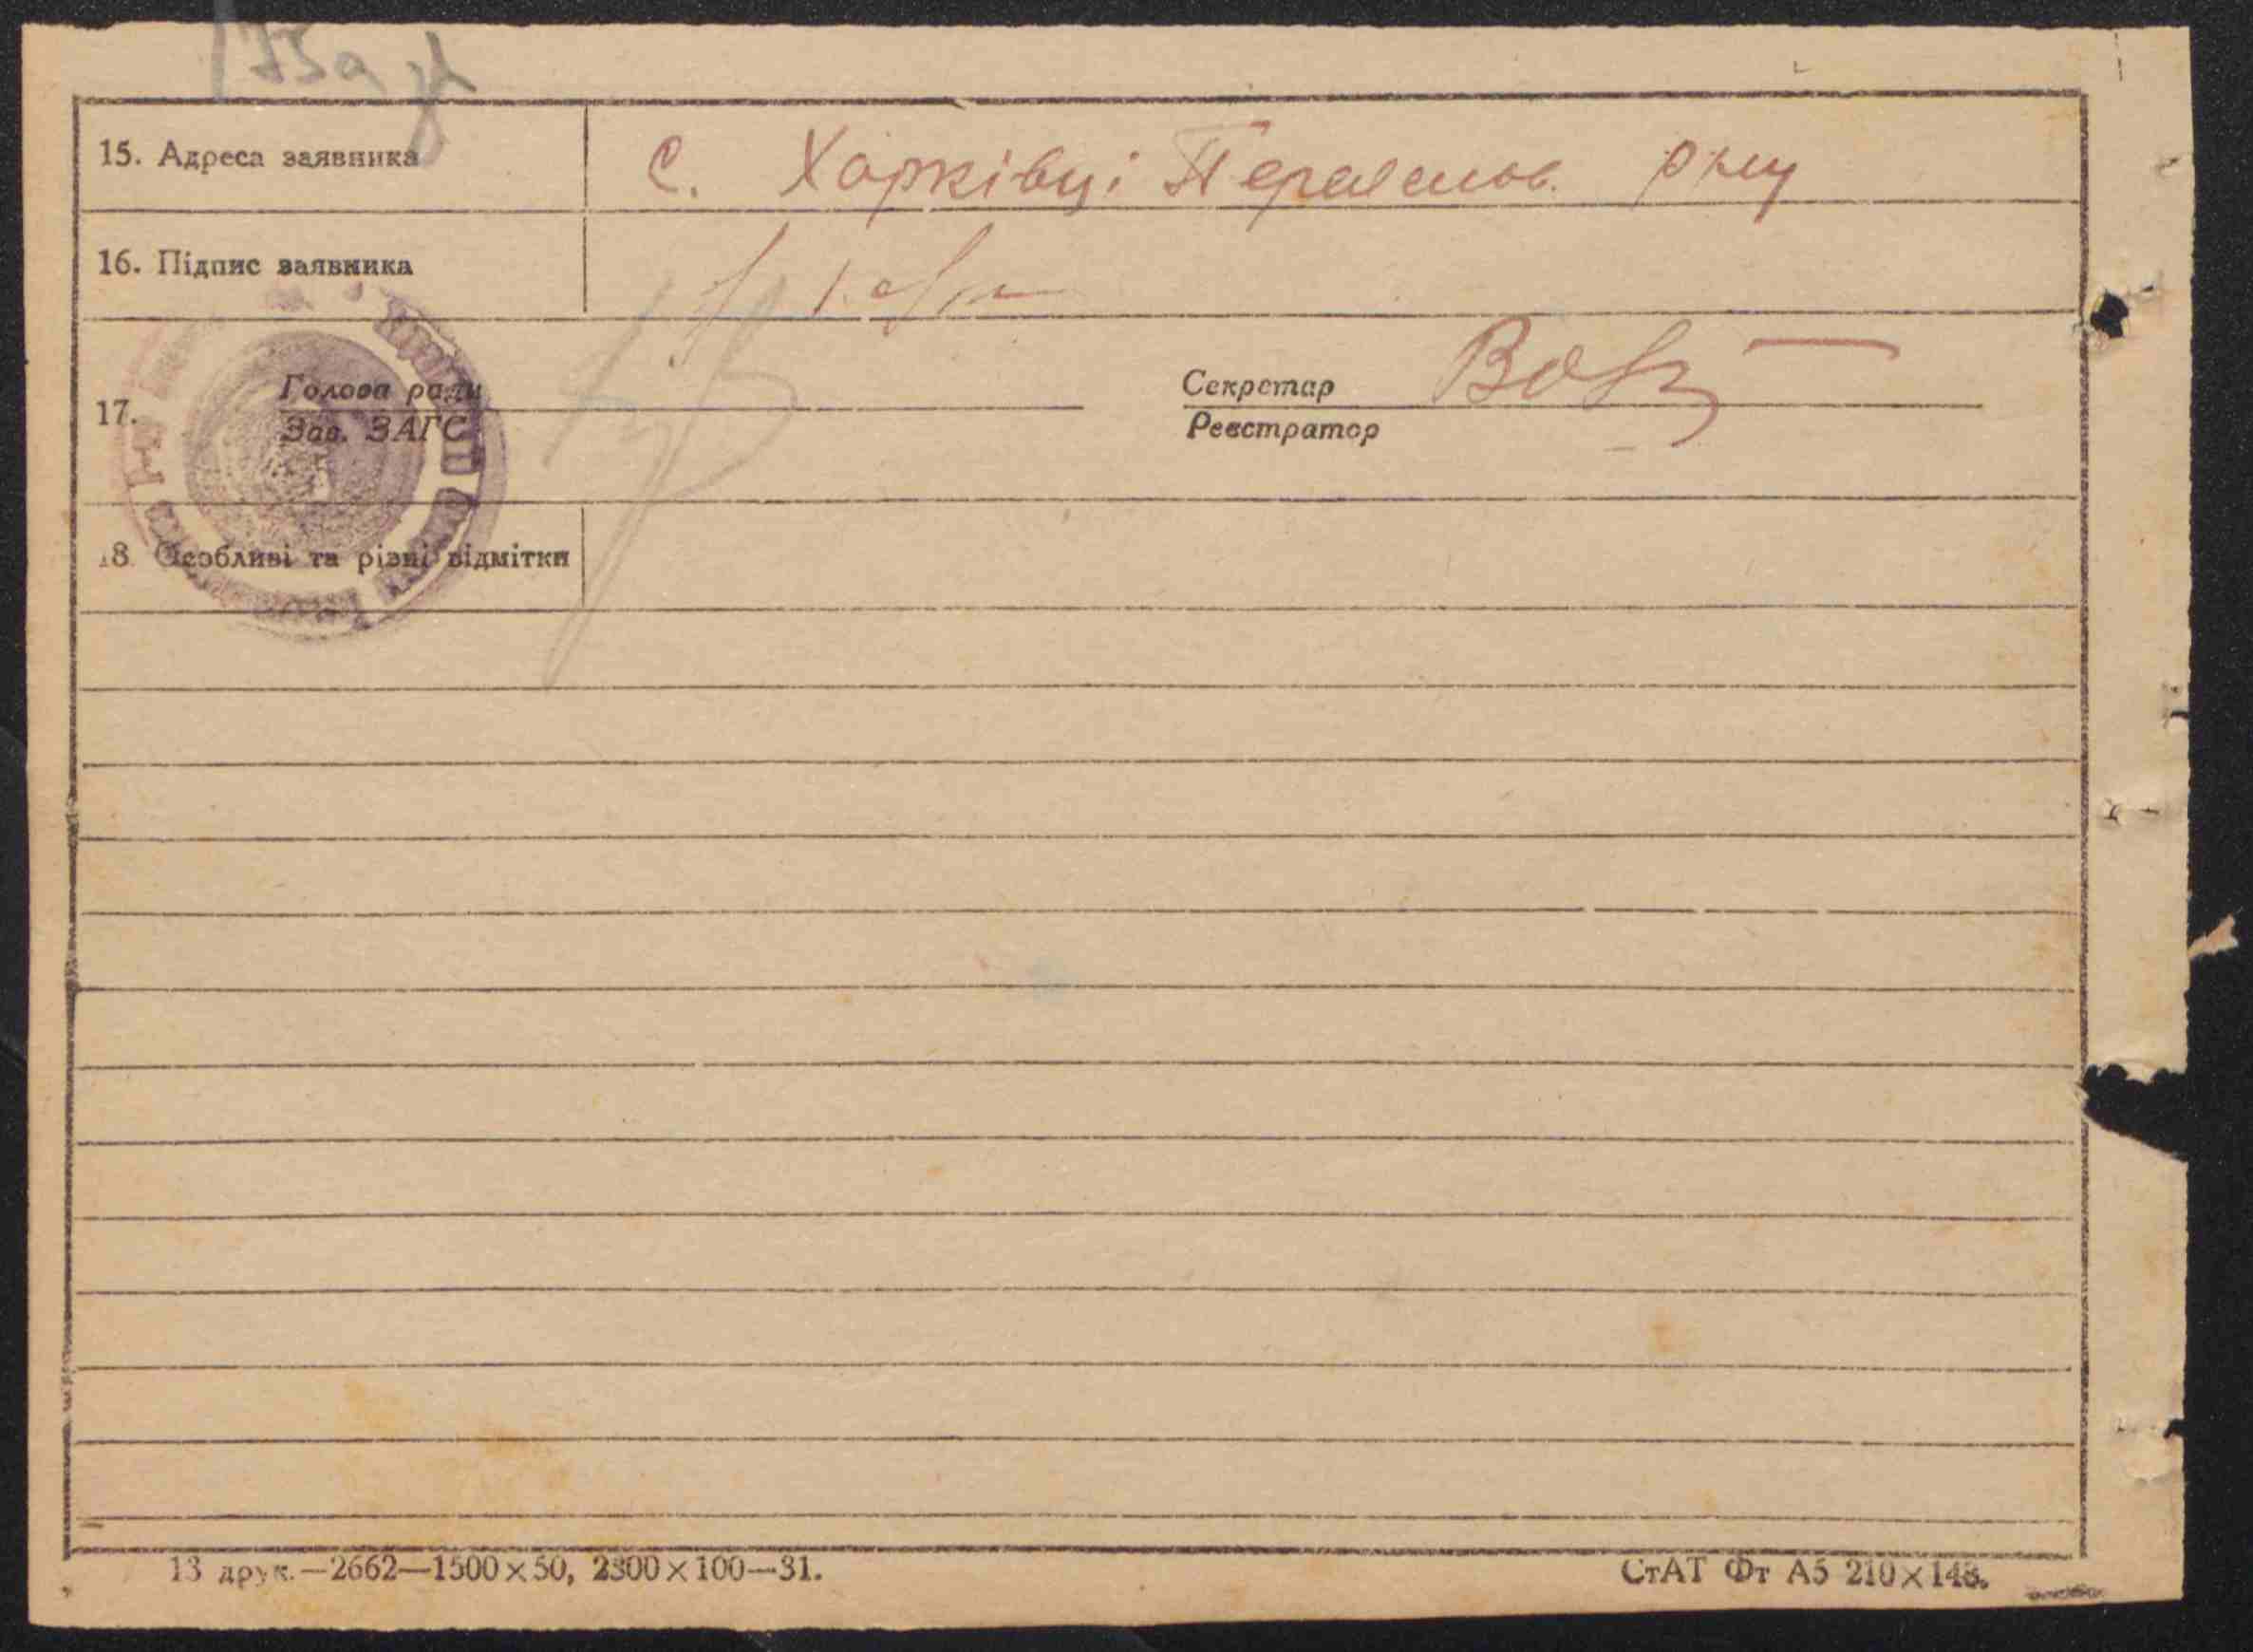 15. Адреса заявника
с. Харківці Переяслов. р-ну
16. Підпис заявника
17. Голова ради
Зав. ЗАГС
Секретар
Реєстратор
18. Особливі та різні відмітки
13 друк.—2662—1500×50, 2300×100—31.
СтАТ Фт А5 210×148.